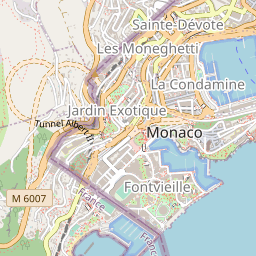 Sainte-Dévote
Les Moneghetti
La Condamine
Jardin Exotique
Tunnel Albert II
Monaco
Fontvieille
M 6007
France
France